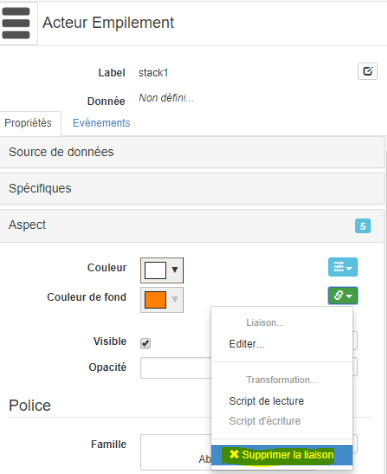 Acteur Empilement
Label stack1
Donnée Non défini...
Propriétés Evènements
Source de données
Spécifiques
Aspect 5
Couleur
Couleur de fond
Liaison...
Visible
Editer...
Opacité
Transformation...
Script de lecture
Police
Script d'écriture
Famille
Supprimer la liaison
Ab